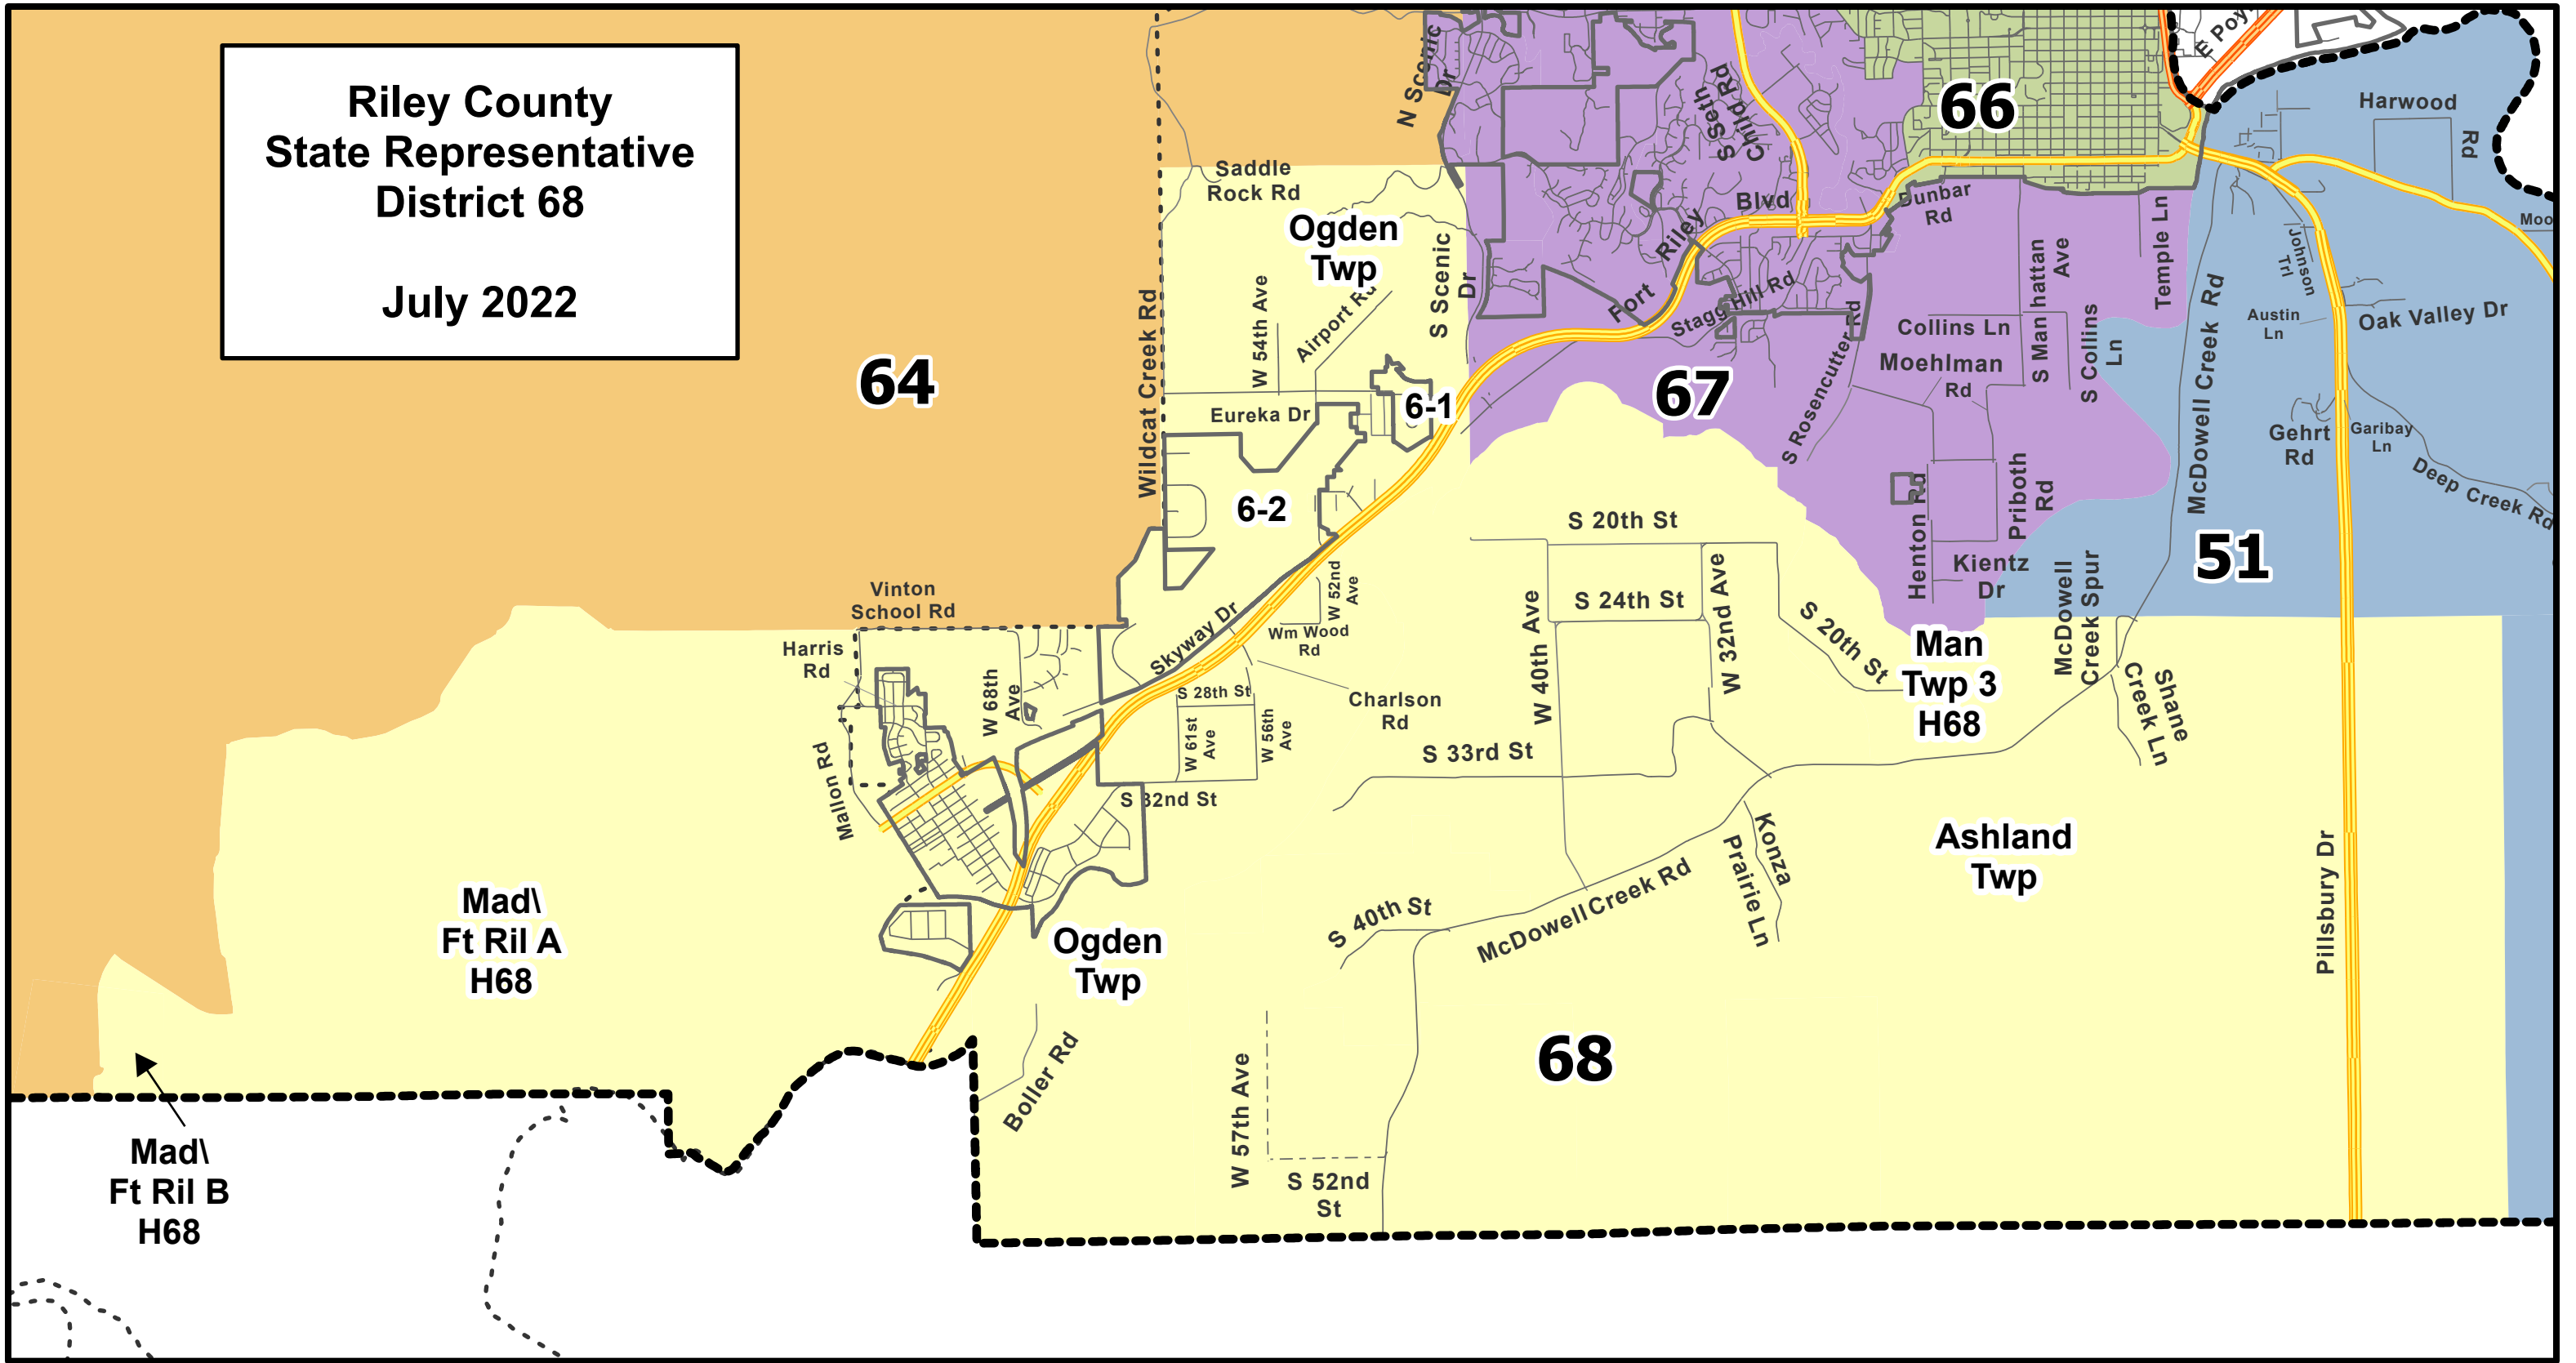 Riley County
State Representative
District 68
July 2022
64
66
67
51
68
N Scenic
Dr
S Seth
Child Rd
E Poy
Harwood
Rd
Saddle
Rock Rd
Ogden
Twp
S Scenic
Dr
W 54th Ave
Airport Rd
Wildcat Creek Rd
Eureka Dr
6-1
6-2
Fort
Riley
Blvd
Stagg Hill Rd
Dunbar
Rd
S Rosencutter Rd
Collins Ln
Moehlman
Rd
S Manhattan
Ave
S Collins
Ln
Temple Ln
McDowell Creek Rd
Johnson
Trl
Austin
Ln
Oak Valley Dr
Moo
Gehrt
Rd
Garibay
Ln
Deep Creek Rd
Henton Rd
Priboth
Rd
Kientz
Dr
McDowell
Creek Spur
Vinton
School Rd
Harris
Rd
Mallon Rd
W 68th
Ave
Skyway Dr
W 52nd
Ave
Wm Wood
Rd
S 28th St
W 61st
Ave
W 56th
Ave
Charlson
Rd
S 32nd St
S 20th St
S 24th St
W 40th Ave
W 32nd Ave
S 20th St
S 33rd St
Man
Twp 3
H68
Shane
Creek Ln
Konza
Prairie Ln
Ashland
Twp
Pillsbury Dr
S 40th St
McDowell Creek Rd
Mad\
Ft Ril A
H68
Ogden
Twp
Boller Rd
W 57th Ave
S 52nd
St
Mad\
Ft Ril B
H68